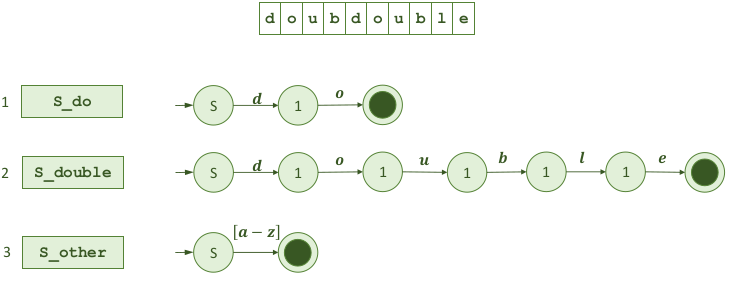 d o u b d o u b l e
1 S_do S d 1 o
2 S_double S d 1 o 1 u 1 b 1 l 1 e
3 S_other S [a − z]